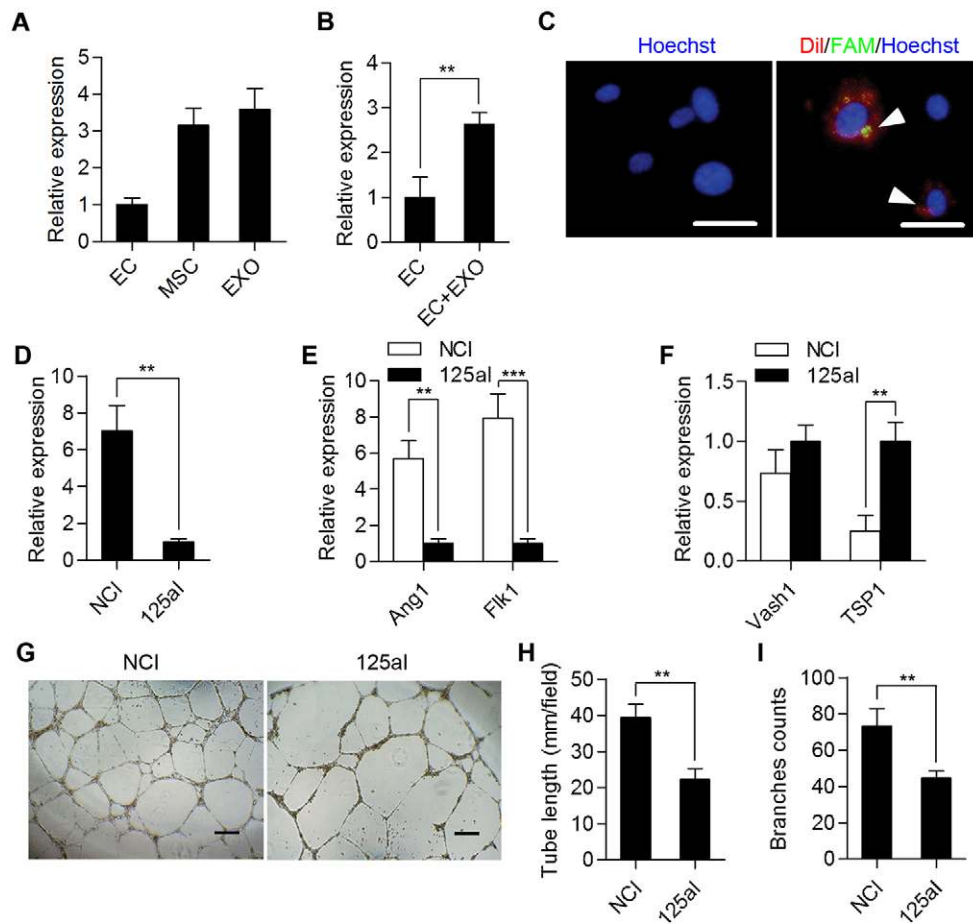 A
Relative expression
5
4
3
2
1
0
EC
MSC
EXO
B
Relative expression
4
3
2
1
0
**
EC
EC+EXO
C
Hoechst
Dil/FAM/Hoechst
D
Relative expression
10
8
6
4
2
0
**
NCI
125al
E
NCI
125al
Relative expression
10
8
6
4
2
0
**
***
Ang1
Flk1
F
NCI
125al
Relative expression
1.5
1.0
0.5
0.0
**
Vash1
TSP1
G
NCI
125al
H
Tube length (mm/field)
50
40
30
20
10
0
**
NCI
125al
I
Branches counts
100
80
60
40
20
0
**
NCI
125al